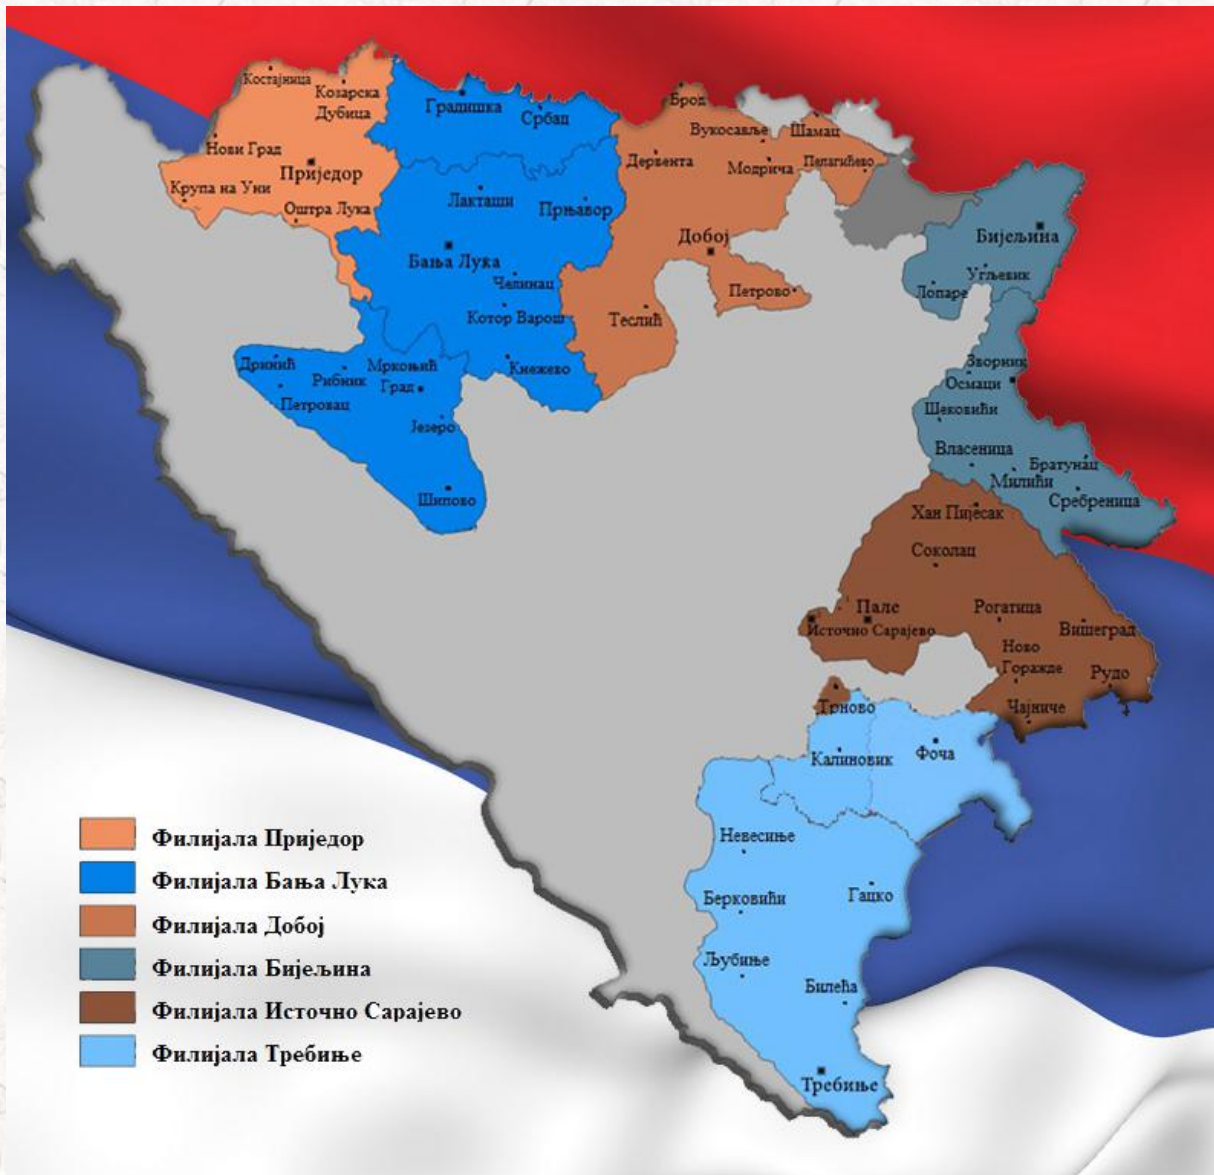 Костајница
Козарска
Дубица
Нови Град
Приједор
Крупа на Уни
Оштра Лука
Градишка
Србац
Лакташи
Прњавор
Бања Лука
Челинац
Котор Варош
Кнежево
Дринић
Рибник
Мркоњић
Град
Петровац
Језеро
Шипово
Брод
Вукосавље
Шамац
Дервента
Модрича
Пелагићево
Добој
Петрово
Теслић
Бијељина
Угљевик
Лопаре
Зворник
Осмаци
Шековићи
Власеница
Братунац
Милићи
Сребреница
Хан Пијесак
Соколац
Пале
Рогатица
Источно Сарајево
Вишеград
Ново
Горажде
Рудо
Чајниче
Трново
Калиновик
Фоча
Невесиње
Берковићи
Гацко
Љубиње
Билећа
Требиње
Филијала Приједор
Филијала Бања Лука
Филијала Добој
Филијала Бијељина
Филијала Источно Сарајево
Филијала Требиње